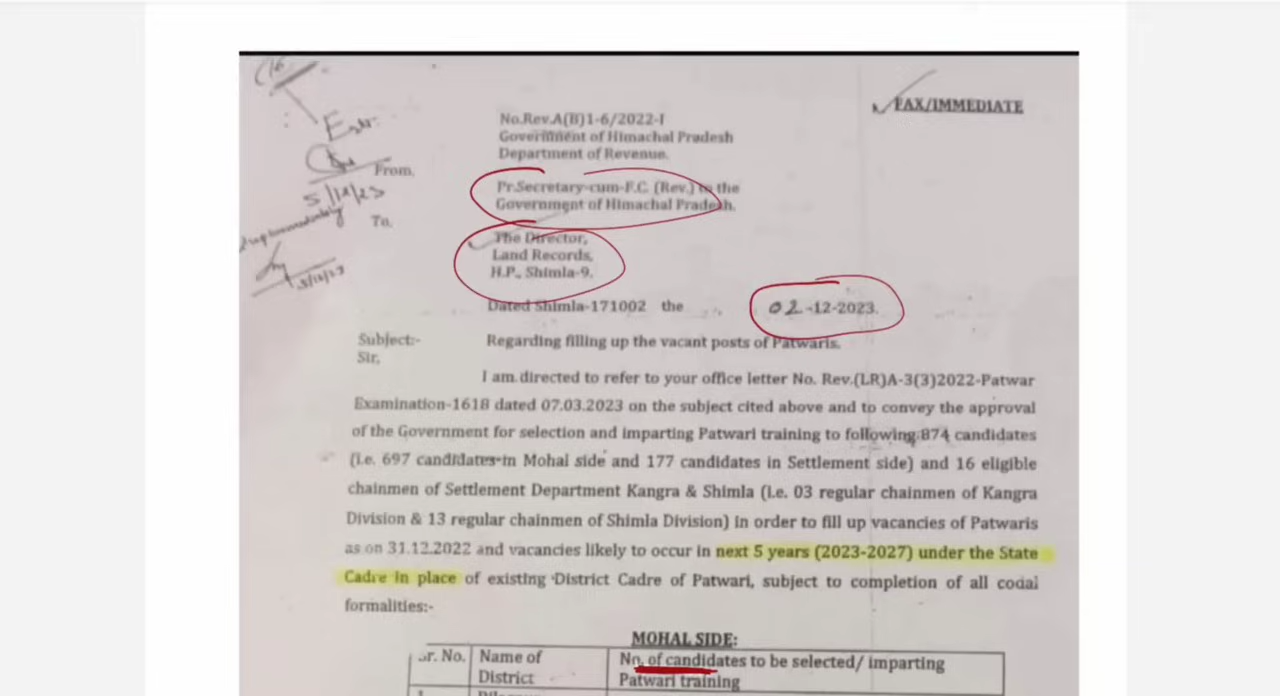 FAX/IMMEDIATE
No.Rev.A(B)1-6/2022-I
Government of Himachal Pradesh
Department of Revenue.
From,
Pr.Secretary-cum-F.C. (Rev.) to the
Government of Himachal Pradesh.
5/12/23
To,
The Director,
Land Records,
H.P., Shimla-9.
Dated Shimla-171002 the 02-12-2023.
Subject:- Regarding filling up the vacant posts of Patwaris.
Sir,
I am directed to refer to your office letter No. Rev.(LR)A-3(3)2022-Patwar
Examination-1618 dated 07.03.2023 on the subject cited above and to convey the approval
of the Government for selection and imparting Patwari training to following 874 candidates
(i.e. 697 candidates in Mohal side and 177 candidates in Settlement side) and 16 eligible
chainmen of Settlement Department Kangra & Shimla (i.e. 03 regular chainmen of Kangra
Division & 13 regular chainmen of Shimla Division) in order to fill up vacancies of Patwaris
as on 31.12.2022 and vacancies likely to occur in next 5 years (2023-2027) under the State
Cadre in place of existing District Cadre of Patwari, subject to completion of all codal
formalities:-
MOHAL SIDE:
Sr. No. Name of No. of candidates to be selected/ imparting
District Patwari training